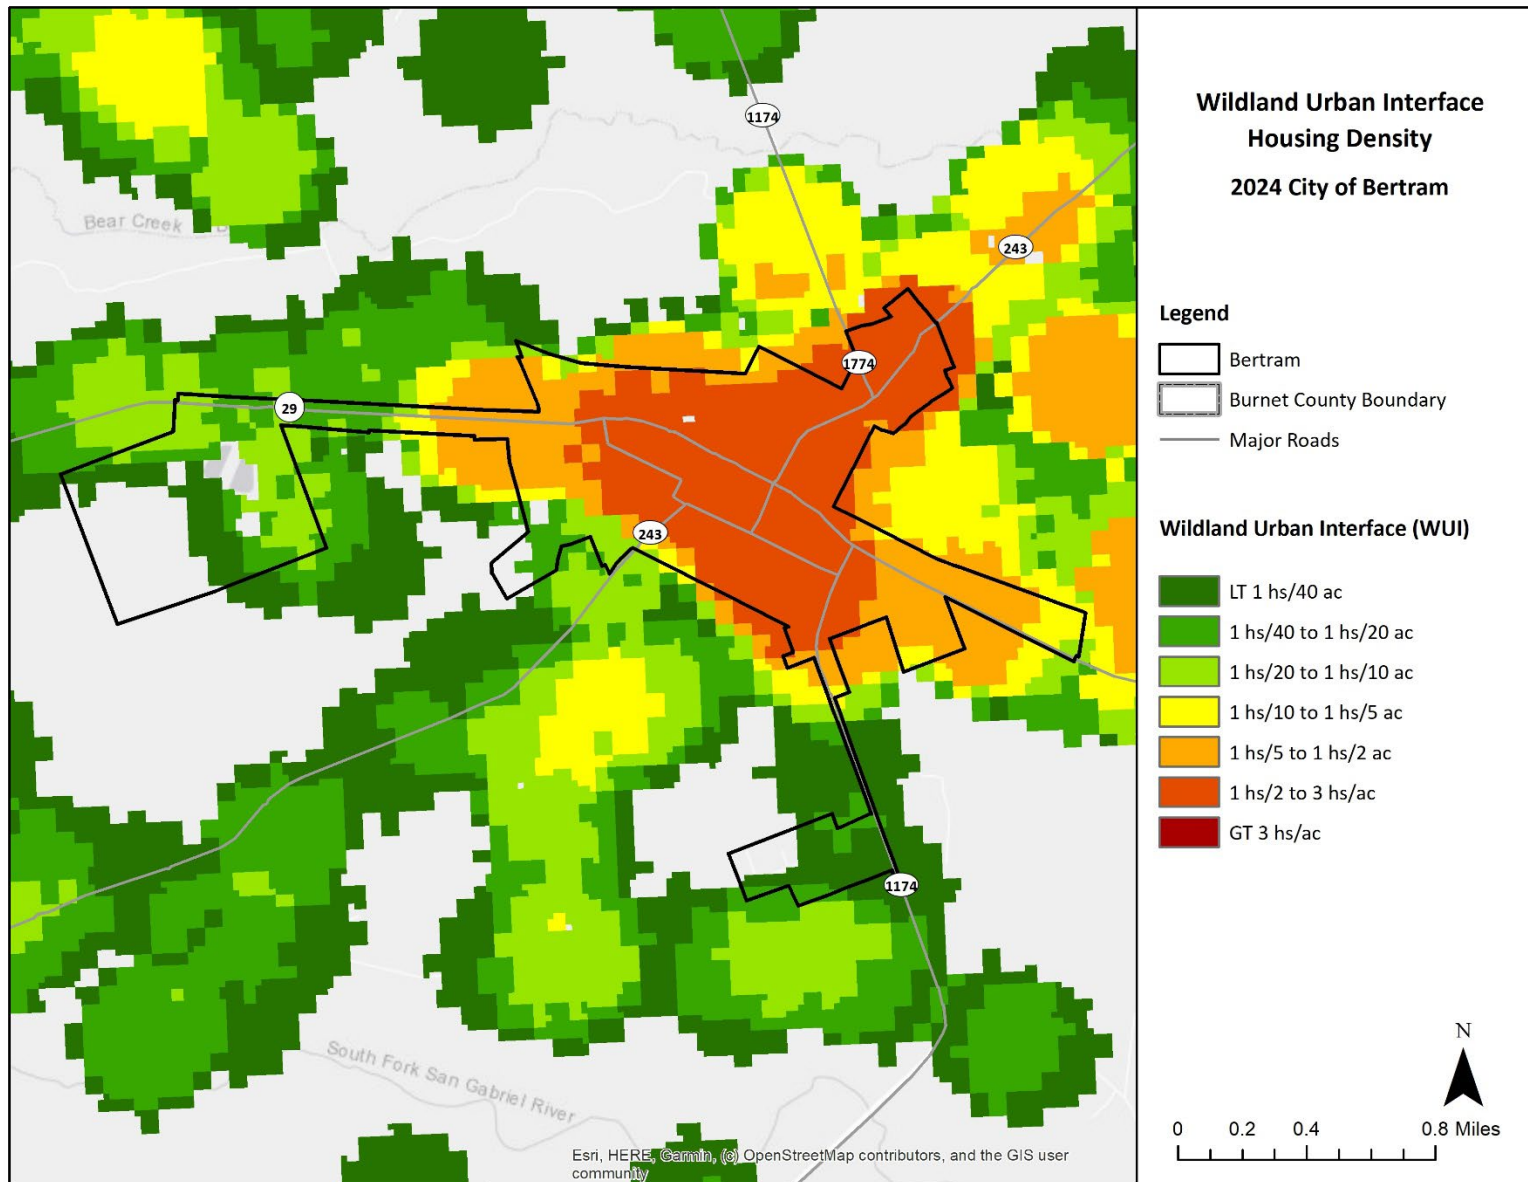 Wildland Urban Interface
Housing Density
2024 City of Bertram
Legend
Bertram
Burnet County Boundary
Major Roads
Wildland Urban Interface (WUI)
LT 1 hs/40 ac
1 hs/40 to 1 hs/20 ac
1 hs/20 to 1 hs/10 ac
1 hs/10 to 1 hs/5 ac
1 hs/5 to 1 hs/2 ac
1 hs/2 to 3 hs/ac
GT 3 hs/ac
N
0 0.2 0.4 0.8 Miles
1174
Bear Creek
243
1774
29
243
1174
South Fork San Gabriel River
Esri, HERE, Garmin, (c) OpenStreetMap contributors, and the GIS user
community